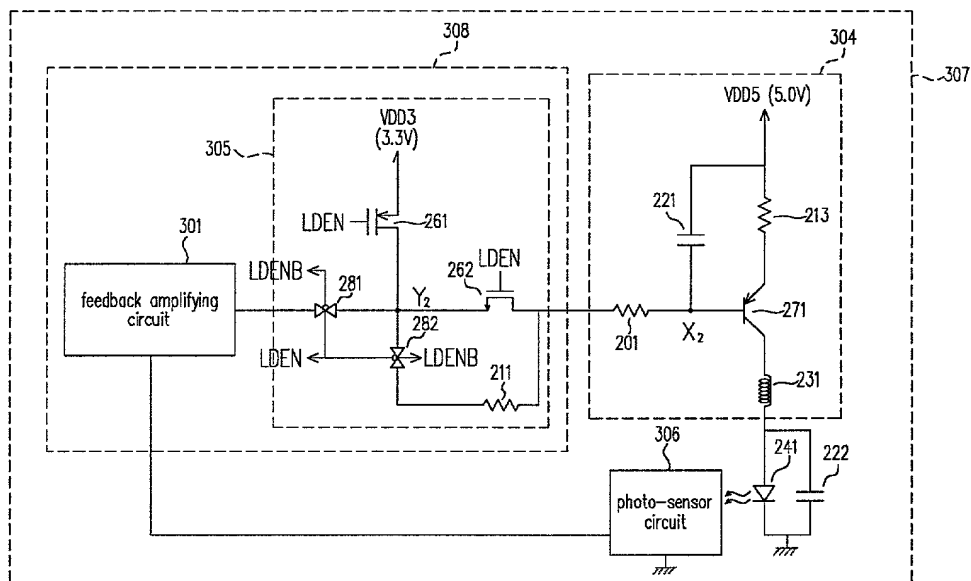 308
304
307
VDD5 (5.0V)
VDD3
(3.3V)
305
221
213
LDEN
261
301
LDEN
LDENB
281
Y2
262
feedback amplifying
circuit
271
282
201
X2
LDEN
LDENB
211
231
306
241
222
photo-sensor
circuit